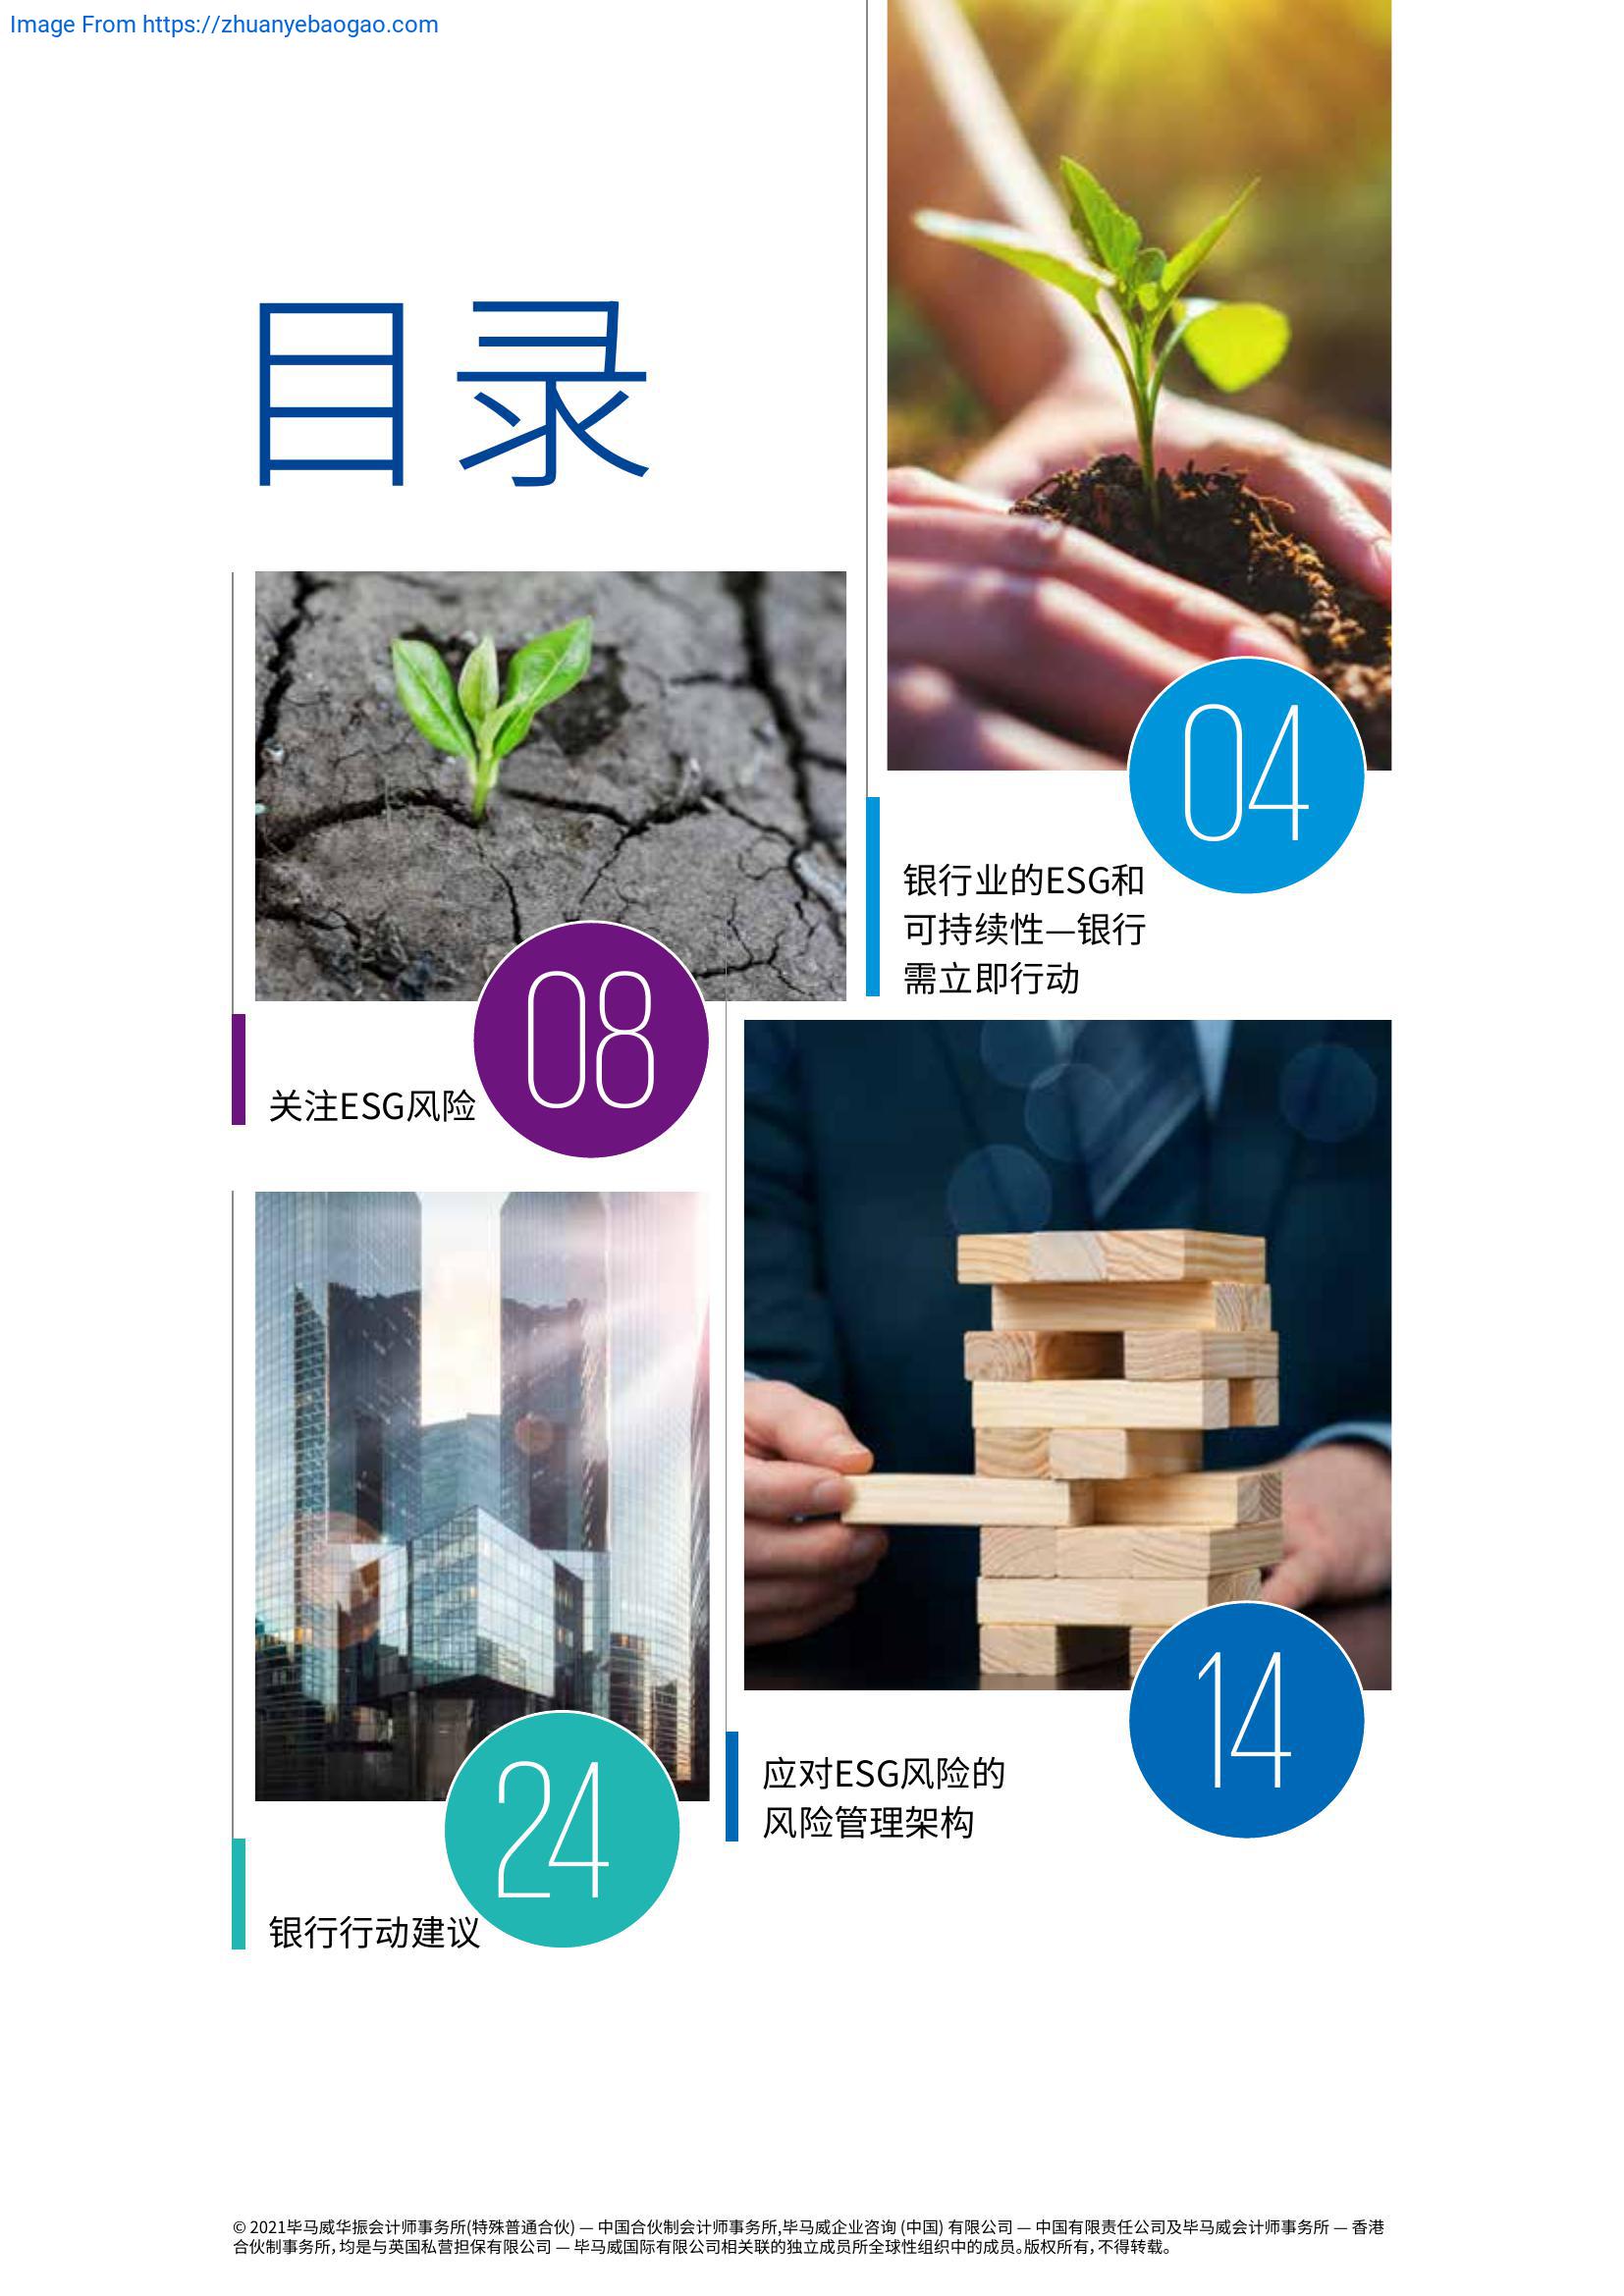 Image From https://zhuanyebaogao.com
目录
04
银行业的ESG和
可持续性—银行
需立即行动
08
关注ESG风险
14
应对ESG风险的
风险管理架构
24
银行行动建议
© 2021毕马威华振会计师事务所(特殊普通合伙) — 中国合伙制会计师事务所,毕马威企业咨询 (中国) 有限公司 — 中国有限责任公司及毕马威会计师事务所 — 香港
合伙制事务所,均是与英国私营担保有限公司 — 毕马威国际有限公司相关联的独立成员所全球性组织中的成员。版权所有,不得转载。